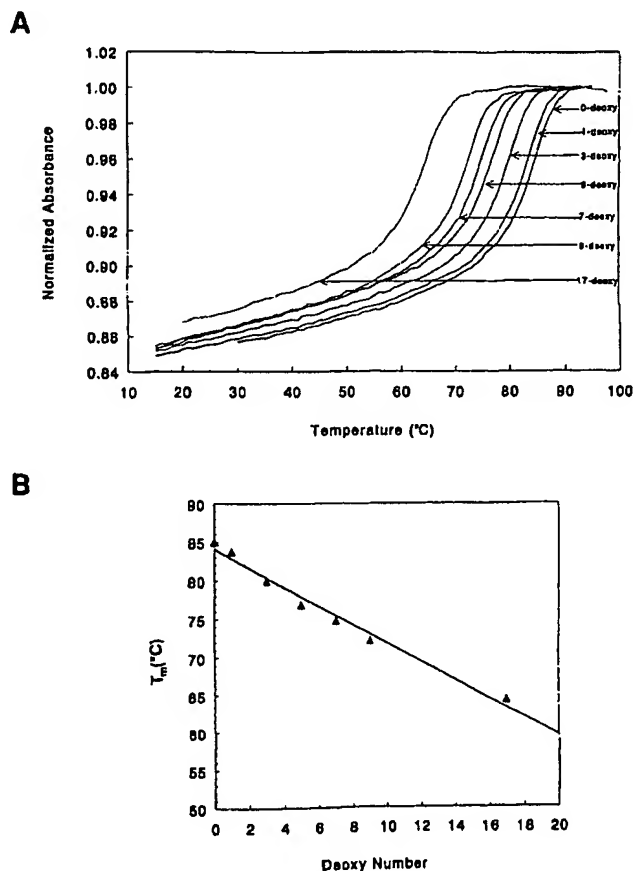 A
1.02
1.00
0.98
0.96
0.94
0.92
0.90
0.88
0.86
0.84
Normalized Absorbance
0-deoxy
1-deoxy
3-deoxy
5-deoxy
7-deoxy
9-deoxy
17-deoxy
10 20 30 40 50 60 70 80 90 100
Temperature (°C)
B
90
85
80
75
70
65
60
55
50
Tm(°C)
0 2 4 6 8 10 12 14 16 18 20
Deoxy Number